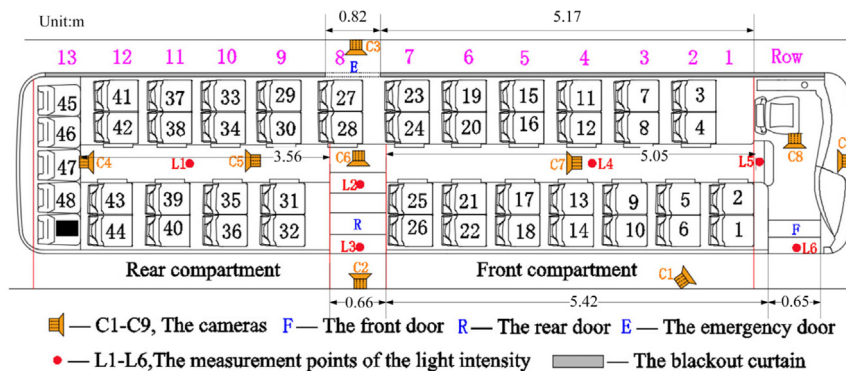 Unit:m
0.82 5.17
C3
13 12 11 10 9 8 7 6 5 4 3 2 1 Row
E
45 41 37 33 29 27 23 19 15 11 7 3
46 42 38 34 30 28 24 20 16 12 8 4
C8
47 C4 L1 C5 3.56 C6 5.05 C7 L4 L5
L2
48 43 39 35 31 25 21 17 13 9 5 2
44 40 36 32 R 26 22 18 14 10 6 1 F
L3 L6
Rear compartment C2 Front compartment C1
0.66 5.42 0.65
C1-C9, The cameras F — The front door R — The rear door E — The emergency door
L1-L6,The measurement points of the light intensity — The blackout curtain